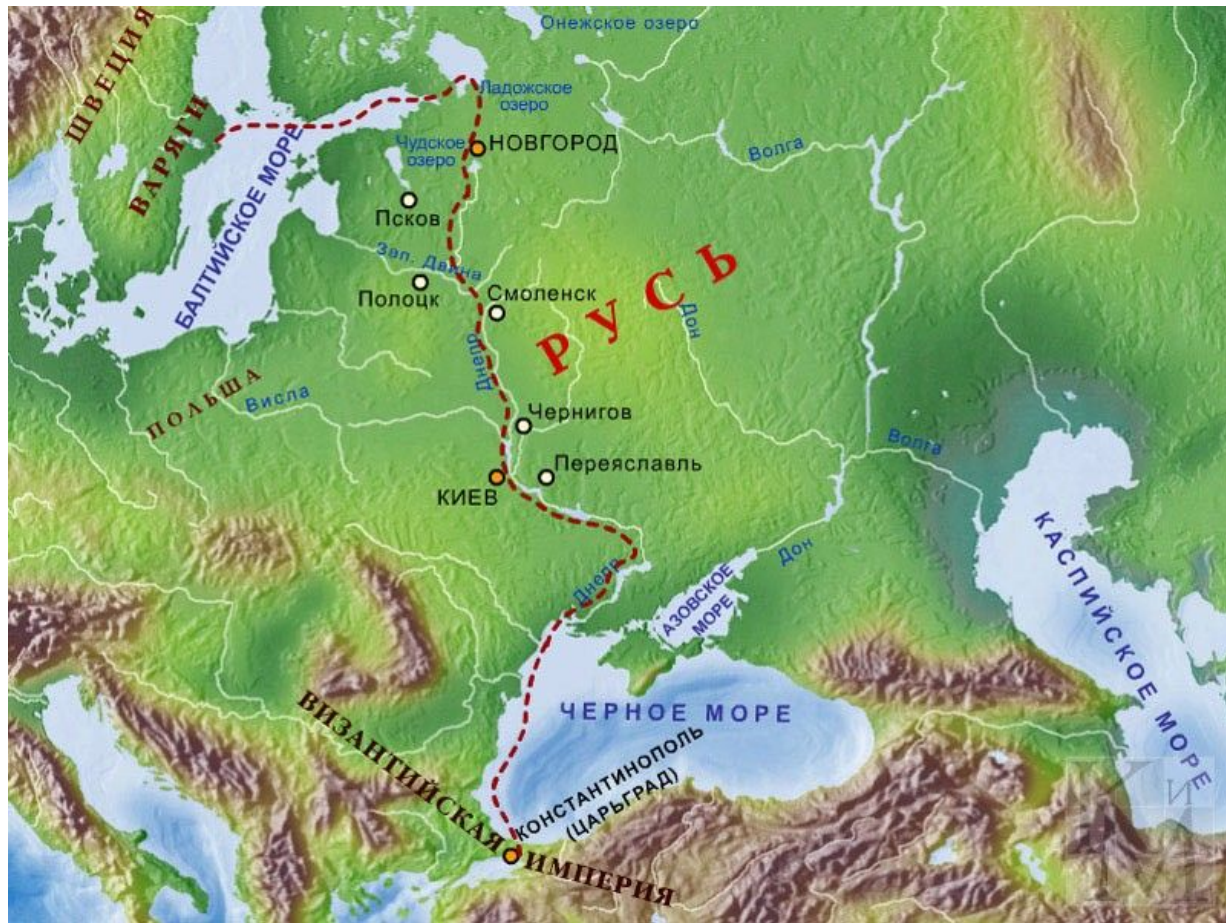 Онежское озеро
ШВЕЦИЯ
ВАРЯГИ
Ладожское
озеро
Чудское
озеро
НОВГОРОД
Волга
БАЛТИЙСКОЕ МОРЕ
Псков
Зап. Двина
Полоцк
Смоленск
РУСЬ
Дон
Днепр
ПОЛЬША
Висла
Чернигов
Волга
Переяславль
КИЕВ
Дон
Днепр
АЗОВСКОЕ
МОРЕ
КАСПИЙСКОЕ МОРЕ
ЧЕРНОЕ МОРЕ
ВИЗАНТИЙСКАЯ ИМПЕРИЯ
КОНСТАНТИНОПОЛЬ
(ЦАРЬГРАД)
К и
М